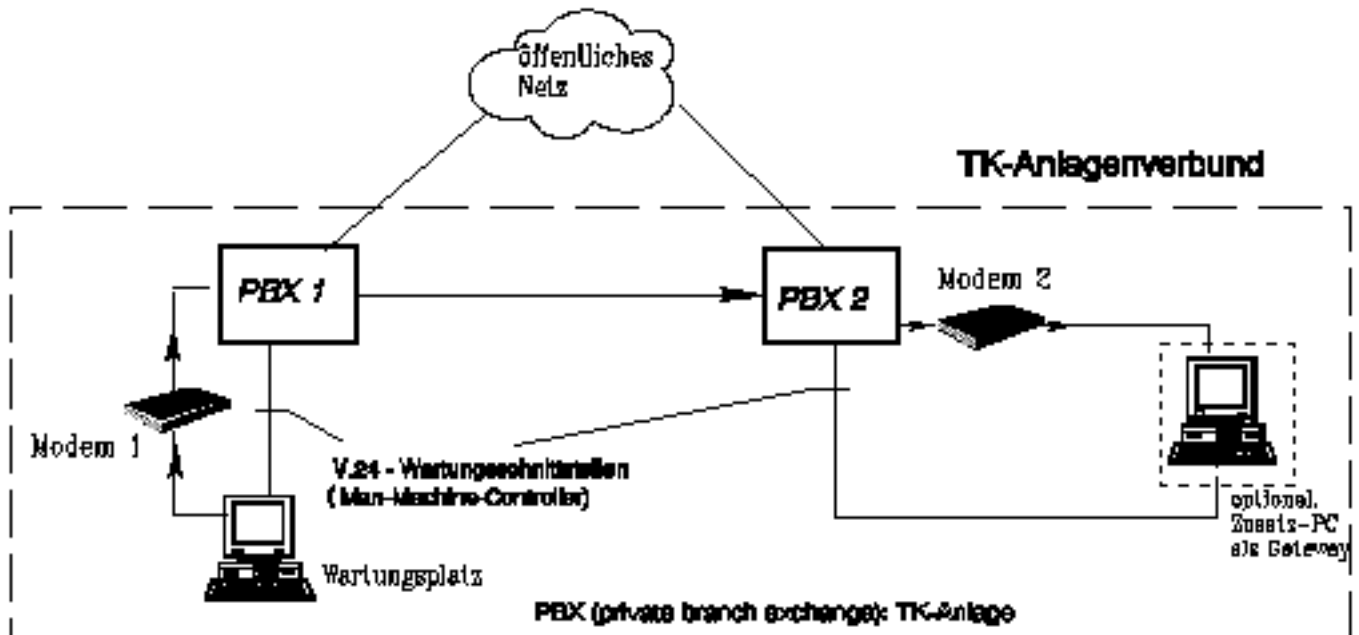 öffentliches
Netz
TK-Anlagenverbund
PBX 1
PBX 2
Modem 2
Modem 1
V.24 - Wartungsschnittstellen
( Man-Machine-Controller)
optional.
Zusatz-PC
als Gateway
Wartungsplatz
PBX (private branch exchange): TK-Anlage